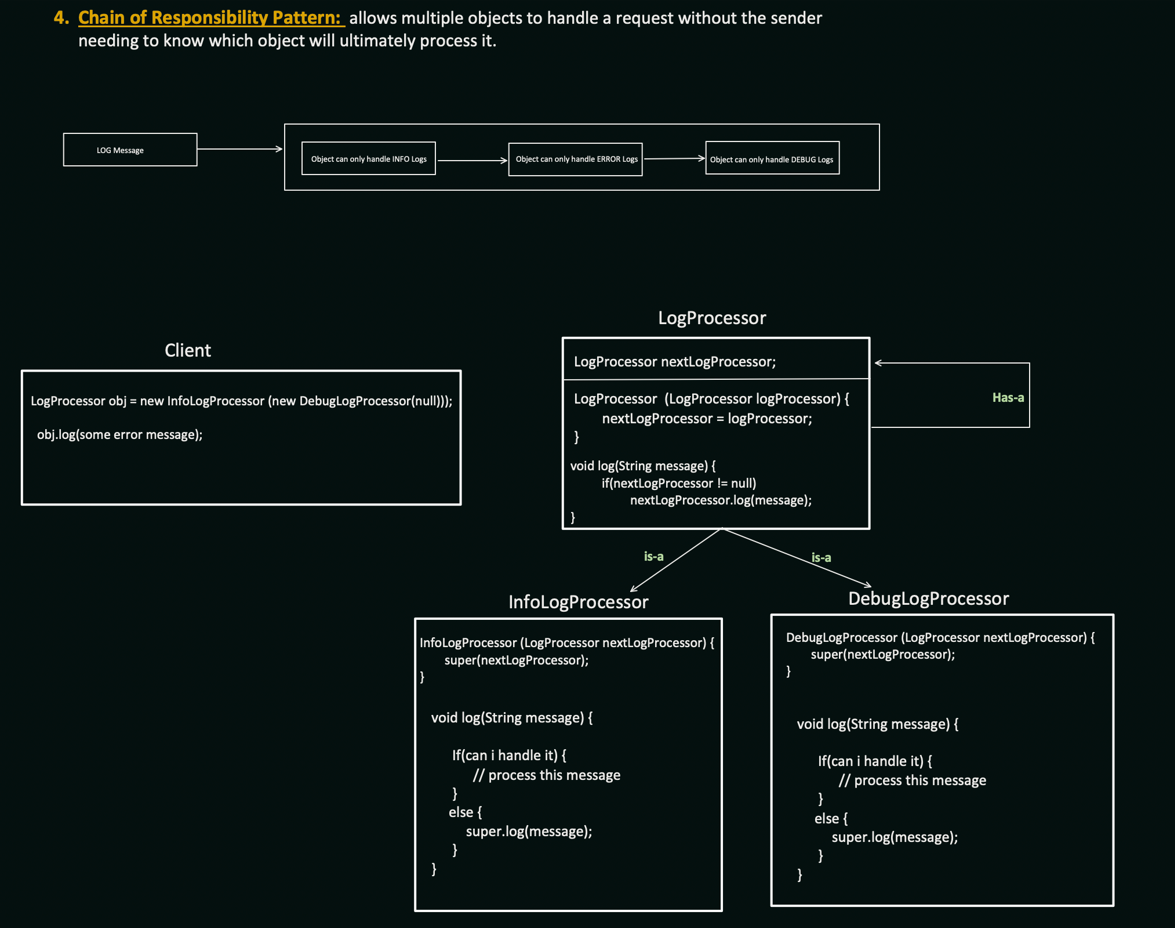 4. Chain of Responsibility Pattern: allows multiple objects to handle a request without the sender
needing to know which object will ultimately process it.
LOG Message
Object can only handle INFO Logs
Object can only handle ERROR Logs
Object can only handle DEBUG Logs
Client
LogProcessor obj = new InfoLogProcessor (new DebugLogProcessor(null)));
obj.log(some error message);
LogProcessor
LogProcessor nextLogProcessor;
LogProcessor (LogProcessor logProcessor) {
nextLogProcessor = logProcessor;
}
void log(String message) {
if(nextLogProcessor != null)
nextLogProcessor.log(message);
}
Has-a
is-a
is-a
InfoLogProcessor
InfoLogProcessor (LogProcessor nextLogProcessor) {
super(nextLogProcessor);
}
void log(String message) {
If(can i handle it) {
// process this message
}
else {
super.log(message);
}
}
DebugLogProcessor
DebugLogProcessor (LogProcessor nextLogProcessor) {
super(nextLogProcessor);
}
void log(String message) {
If(can i handle it) {
// process this message
}
else {
super.log(message);
}
}